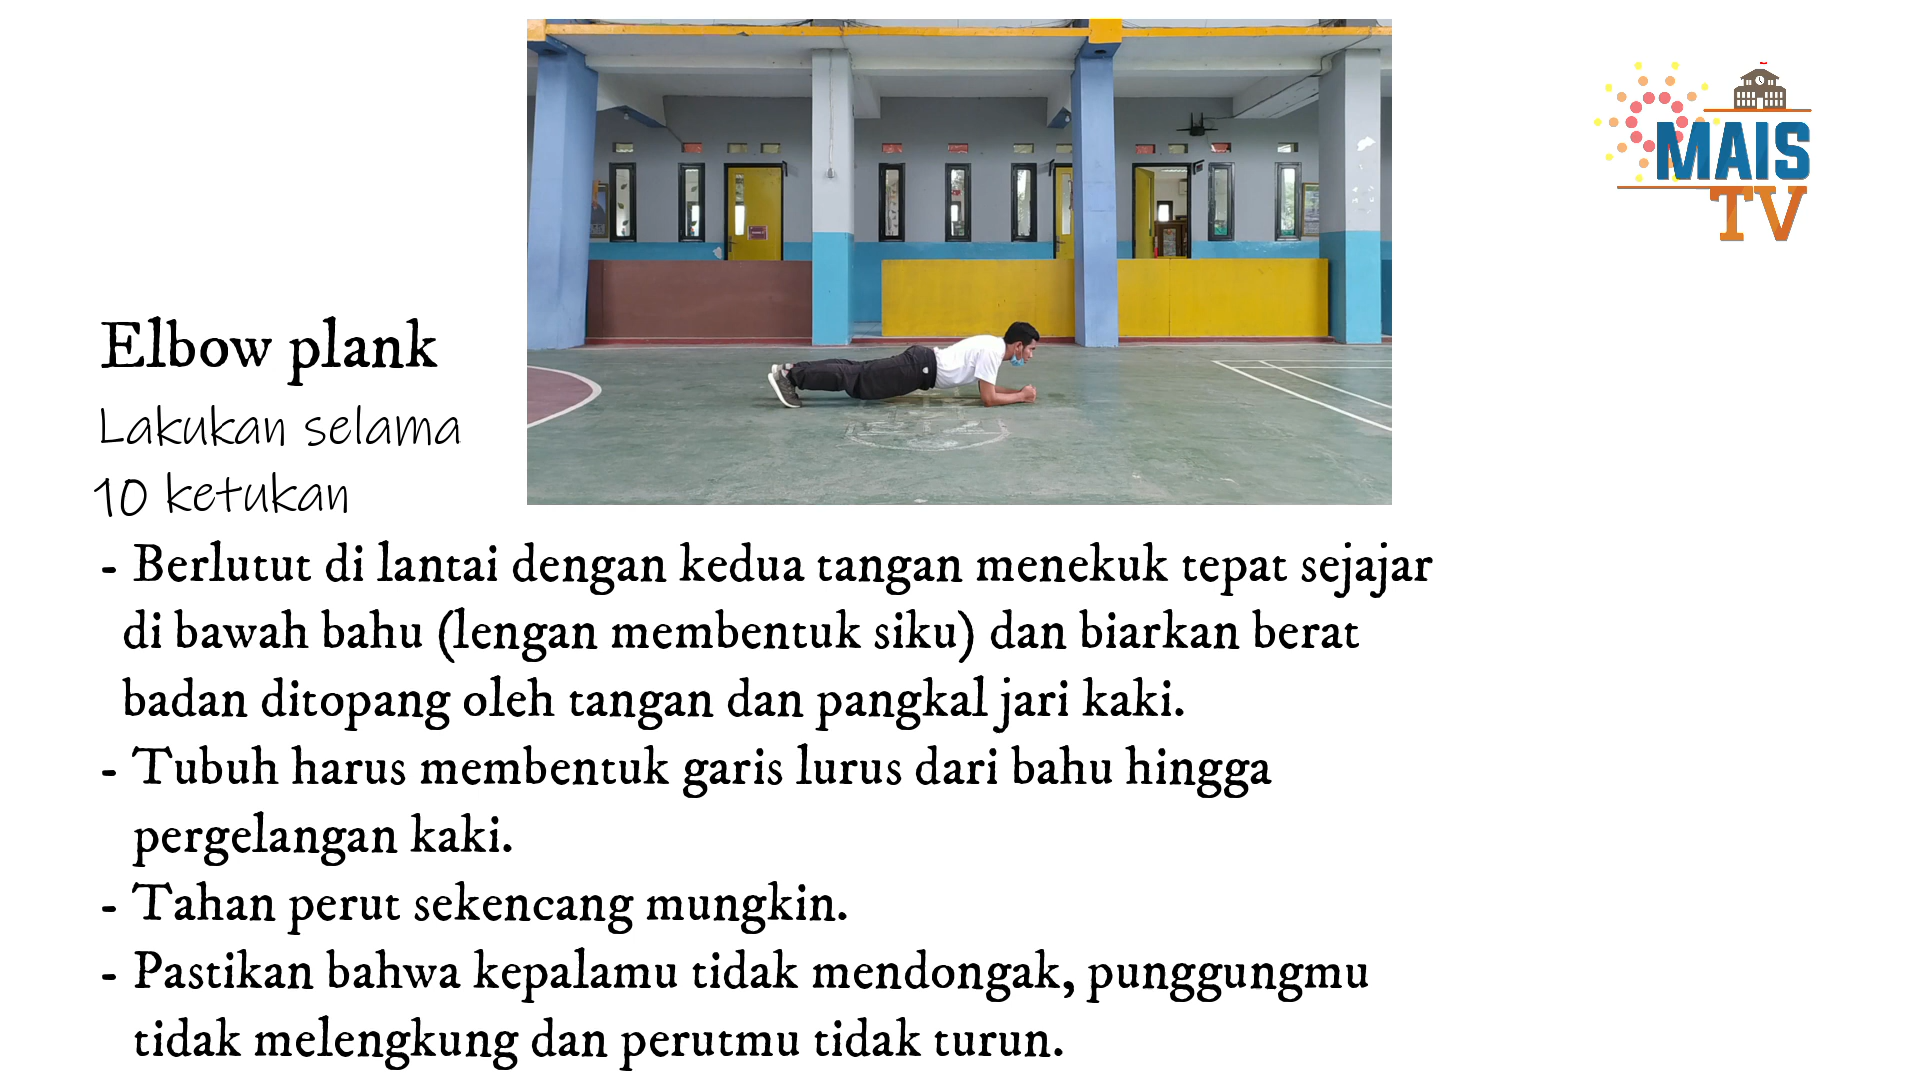 MAIS
TV
Elbow plank
Lakukan selama
10 ketukan
- Berlutut di lantai dengan kedua tangan menekuk tepat sejajar
di bawah bahu (lengan membentuk siku) dan biarkan berat
badan ditopang oleh tangan dan pangkal jari kaki.
- Tubuh harus membentuk garis lurus dari bahu hingga
pergelangan kaki.
- Tahan perut sekencang mungkin.
- Pastikan bahwa kepalamu tidak mendongak, punggungmu
tidak melengkung dan perutmu tidak turun.